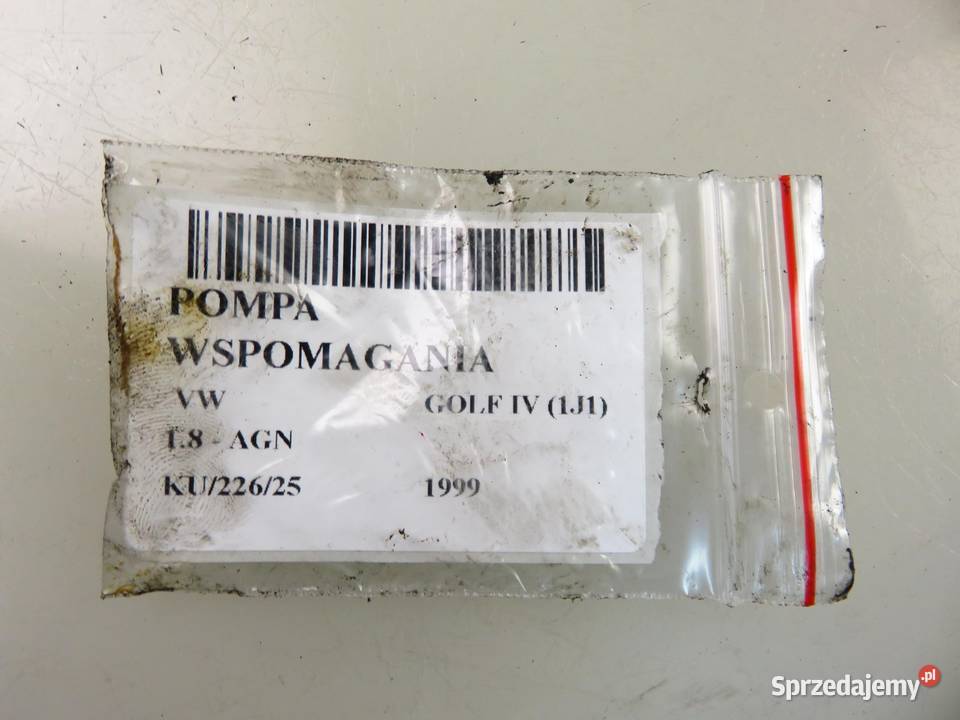 POMPA
WSPOMAGANIA
VW GOLF IV (1J1)
1.8 - AGN
KU/226/25 1999
Sprzedajemy.pl